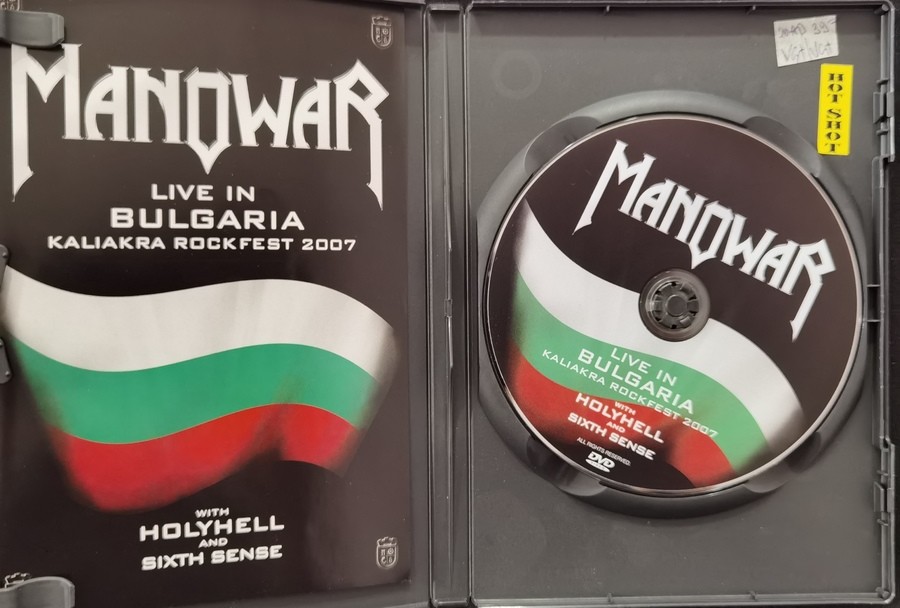 MANOWAR
LIVE IN
BULGARIA
KALIAKRA ROCKFEST 2007
WITH
HOLYHELL
AND
SIXTH SENSE
HOT SHOT
MANOWAR
LIVE IN
BULGARIA
KALIAKRA ROCKFEST 2007
WITH
HOLYHELL
AND
SIXTH SENSE
ALL RIGHTS RESERVED.
DVD